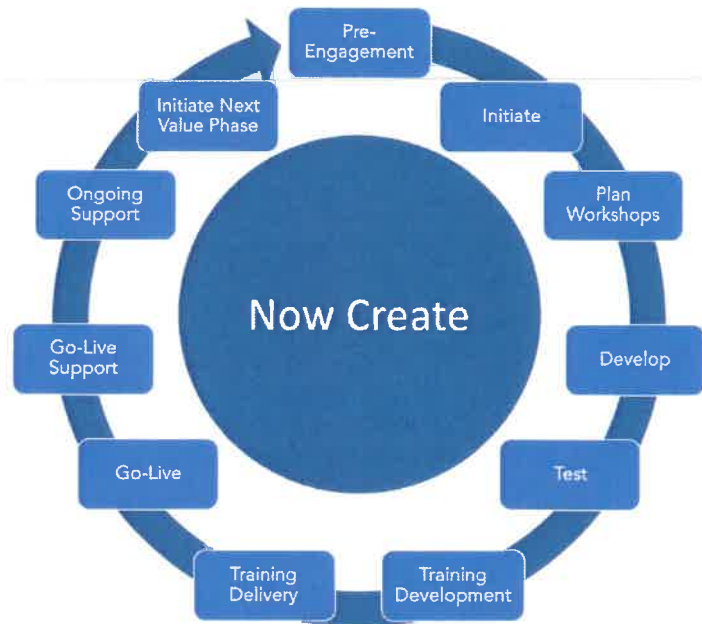 Pre-
Engagement
Initiate
Plan
Workshops
Develop
Test
Training
Development
Training
Delivery
Go-Live
Go-Live
Support
Ongoing
Support
Initiate Next
Value Phase
Now Create